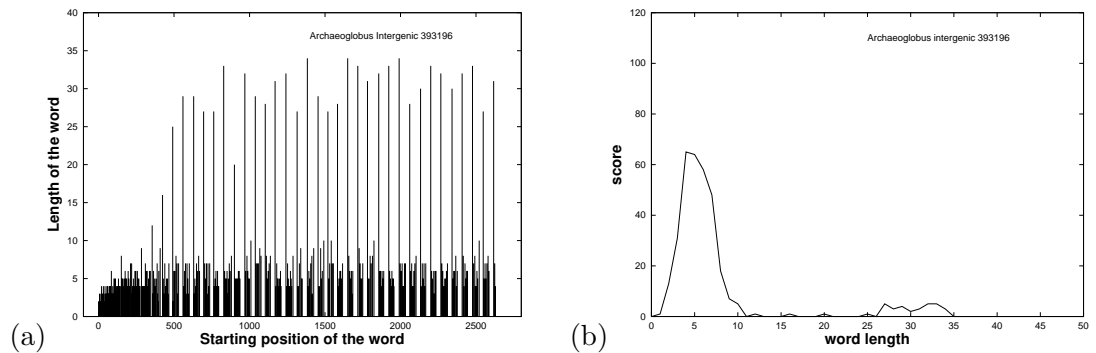 40
35
30
25
20
15
10
5
0
0 500 1000 1500 2000 2500
Length of the word
Starting position of the word
Archaeoglobus Intergenic 393196
(a)
120
100
80
60
40
20
0
0 5 10 15 20 25 30 35 40 45 50
score
word length
Archaeoglobus intergenic 393196
(b)